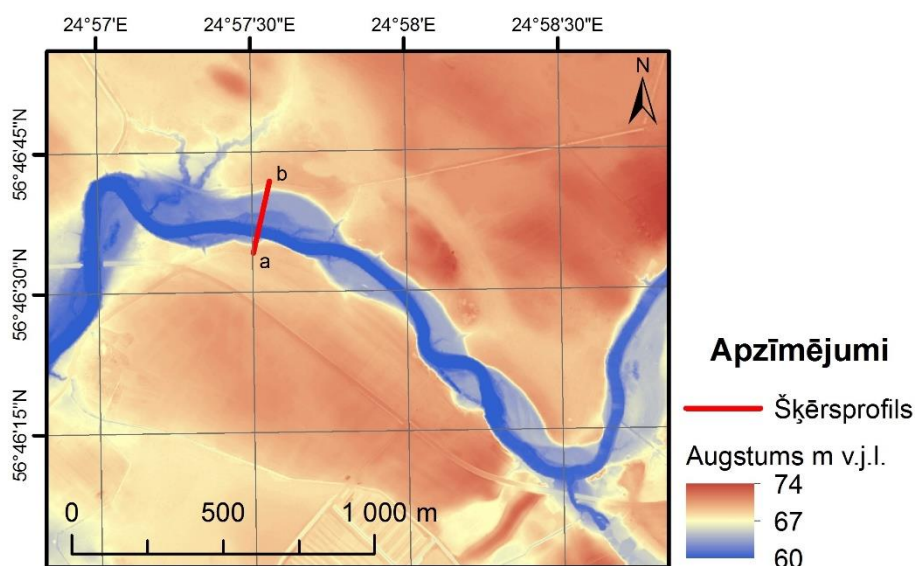 24°57'E 24°57'30"E 24°58'E 24°58'30"E
N
56°46'45"N
b
a
56°46'30"N
56°46'15"N
0 500 1 000 m
Apzīmējumi
Šķērsprofils
Augstums m v.j.l.
74
67
60